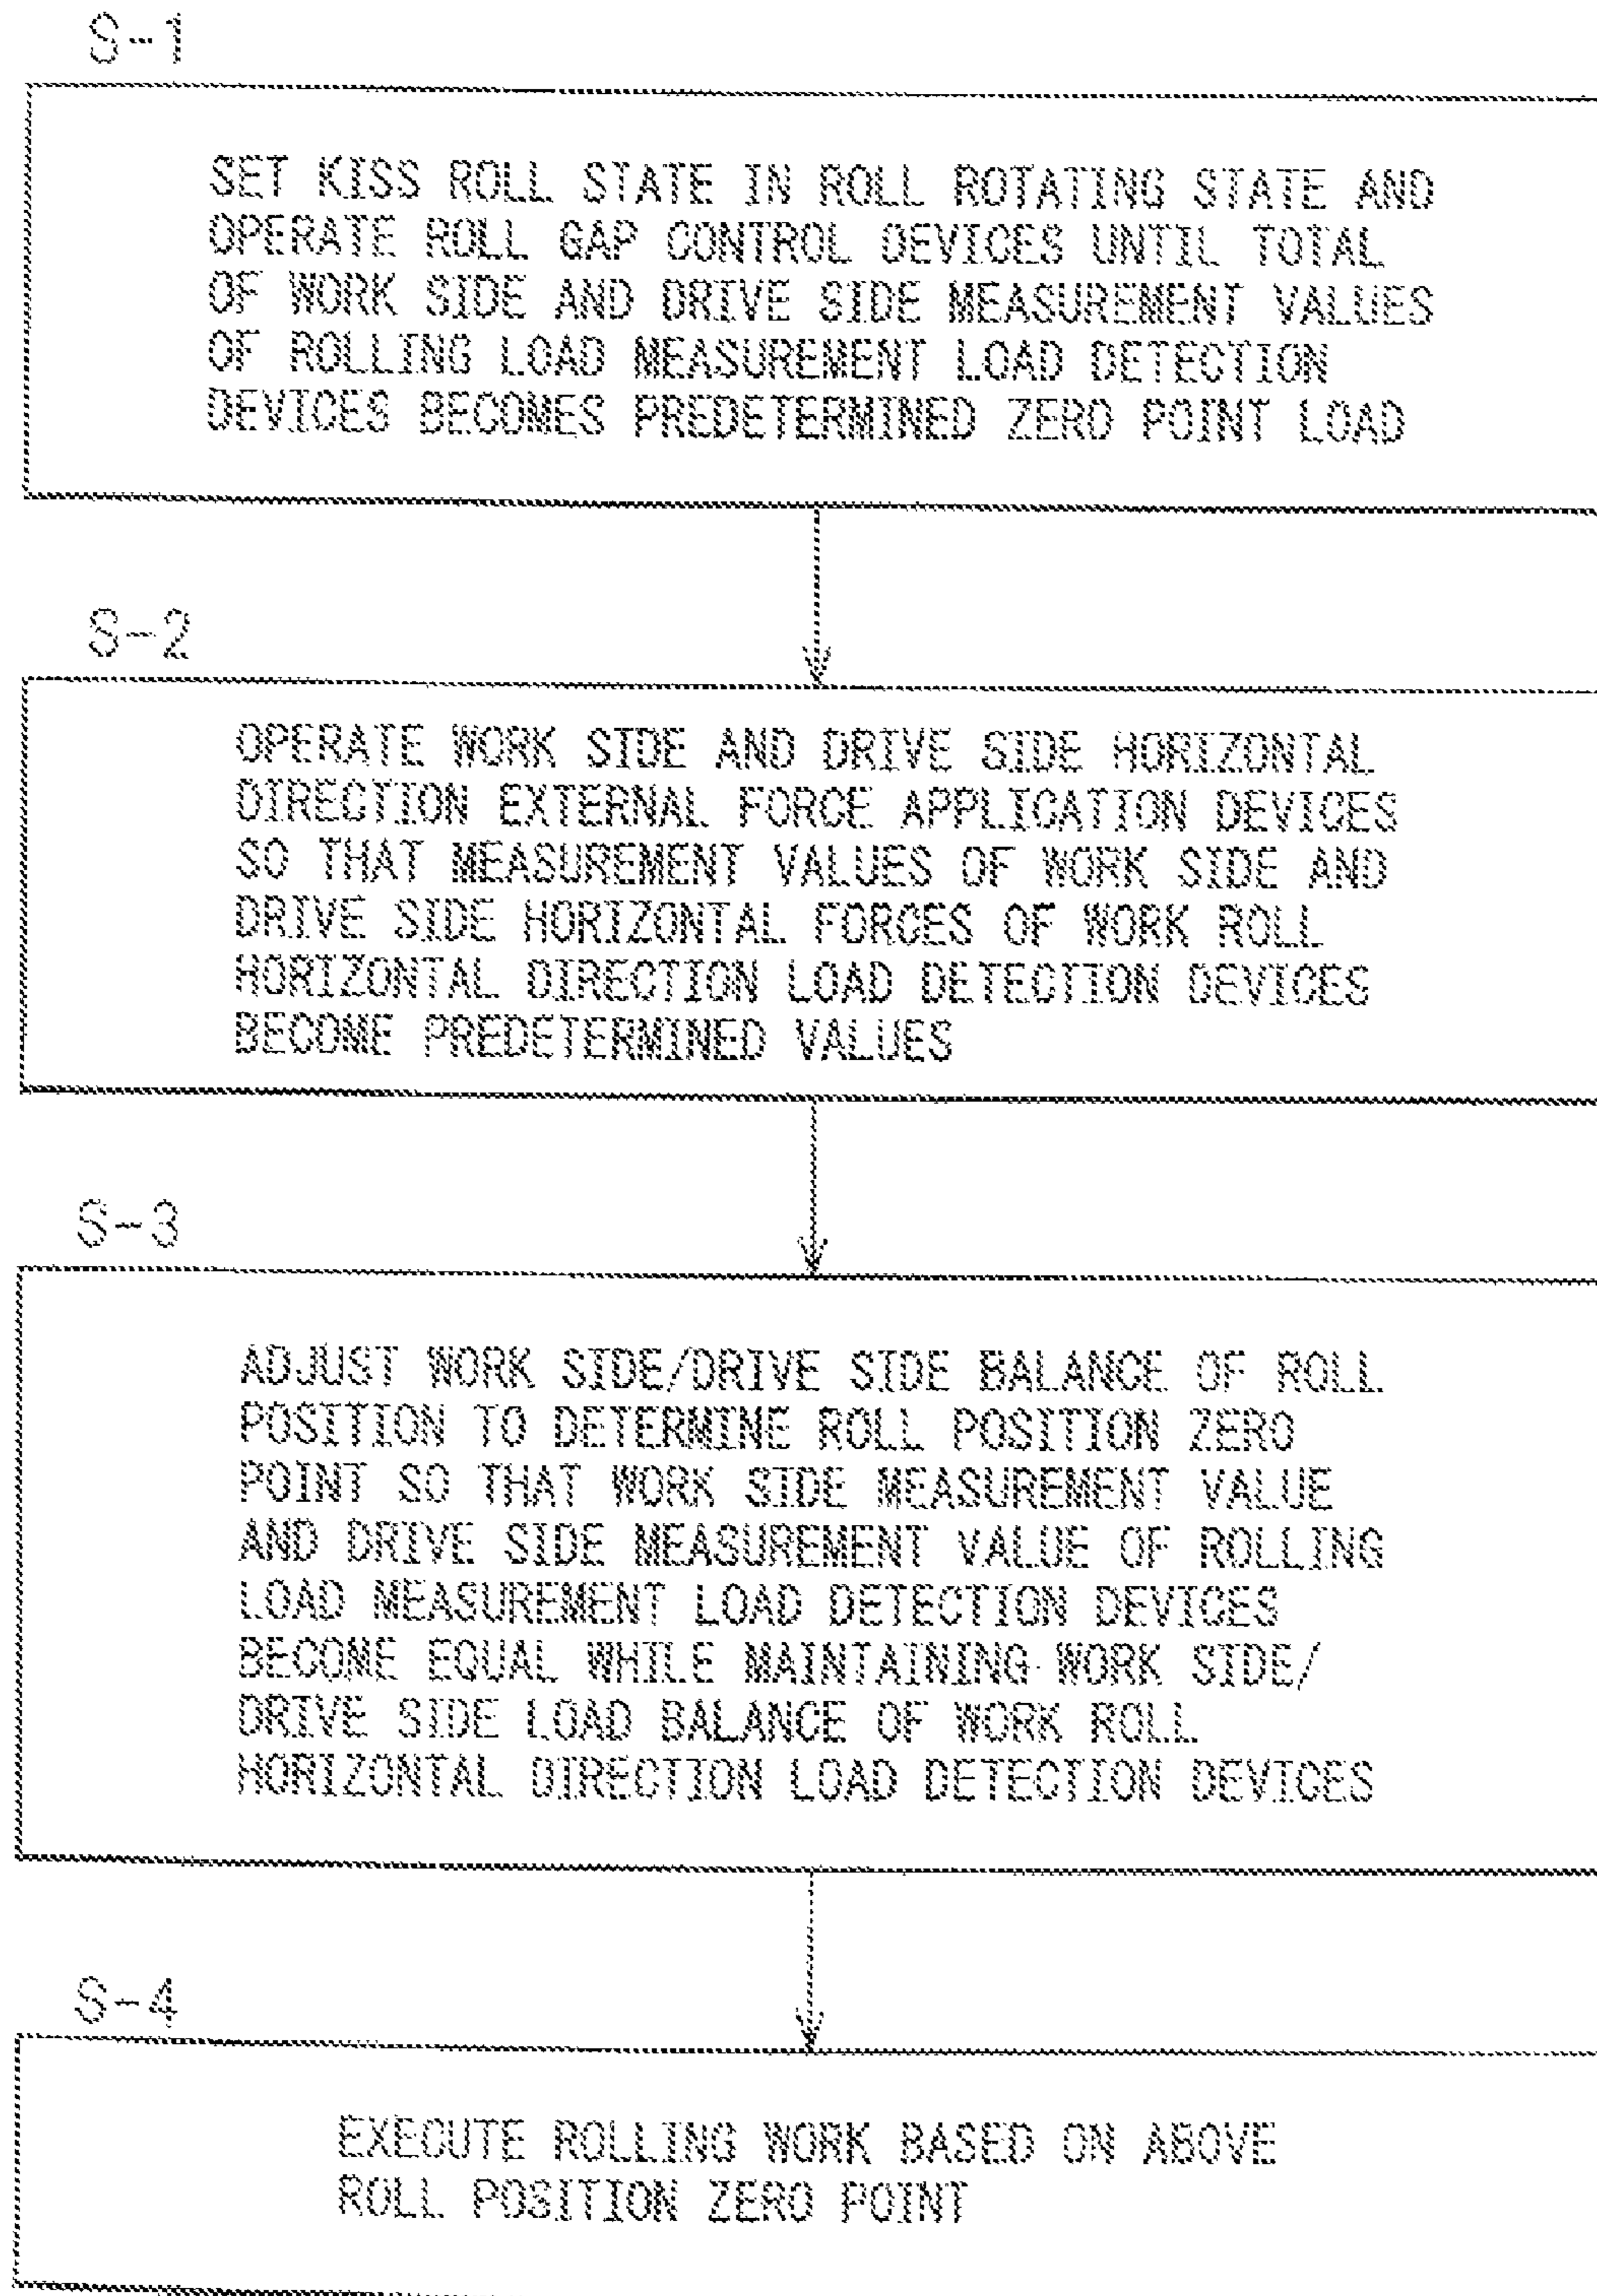 S-1
SET KISS ROLL STATE IN ROLL ROTATING STATE AND
OPERATE ROLL GAP CONTROL DEVICES UNTIL TOTAL
OF WORK SIDE AND DRIVE SIDE MEASUREMENT VALUES
OF ROLLING LOAD MEASUREMENT LOAD DETECTION
DEVICES BECOMES PREDETERMINED ZERO POINT LOAD
S-2
OPERATE WORK SIDE AND DRIVE SIDE HORIZONTAL
DIRECTION EXTERNAL FORCE APPLICATION DEVICES
SO THAT MEASUREMENT VALUES OF WORK SIDE AND
DRIVE SIDE HORIZONTAL FORCES OF WORK ROLL
HORIZONTAL DIRECTION LOAD DETECTION DEVICES
BECOME PREDETERMINED VALUES
S-3
ADJUST WORK SIDE/DRIVE SIDE BALANCE OF ROLL
POSITION TO DETERMINE ROLL POSITION ZERO
POINT SO THAT WORK SIDE MEASUREMENT VALUE
AND DRIVE SIDE MEASUREMENT VALUE OF ROLLING
LOAD MEASUREMENT LOAD DETECTION DEVICES
BECOME EQUAL WHILE MAINTAINING WORK SIDE/
DRIVE SIDE LOAD BALANCE OF WORK ROLL
HORIZONTAL DIRECTION LOAD DETECTION DEVICES
S-4
EXECUTE ROLLING WORK BASED ON ABOVE
ROLL POSITION ZERO POINT